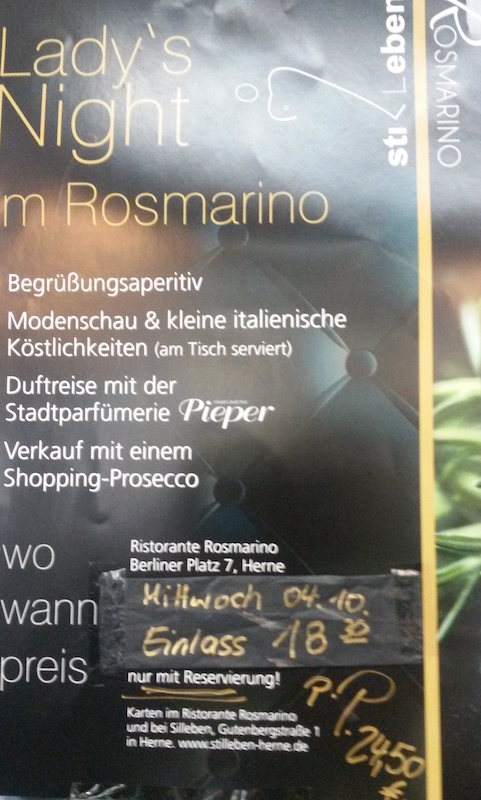 Lady`s
Night
m Rosmarino
Begrüßungsaperitiv
Modenschau & kleine italienische
Köstlichkeiten (am Tisch serviert)
Duftreise mit der
Stadtparfümerie Pieper
Verkauf mit einem
Shopping-Prosecco
wo
Ristorante Rosmarino
Berliner Platz 7, Herne
wann
Mittwoch 04.10.
Einlass 18 30
preis
nur mit Reservierung!
p.P.
24,50
€
Karten im Ristorante Rosmarino
und bei Silleben, Gutenbergstraße 1
in Herne. www.stilleben-herne.de
stil Leben
ROSMARINO